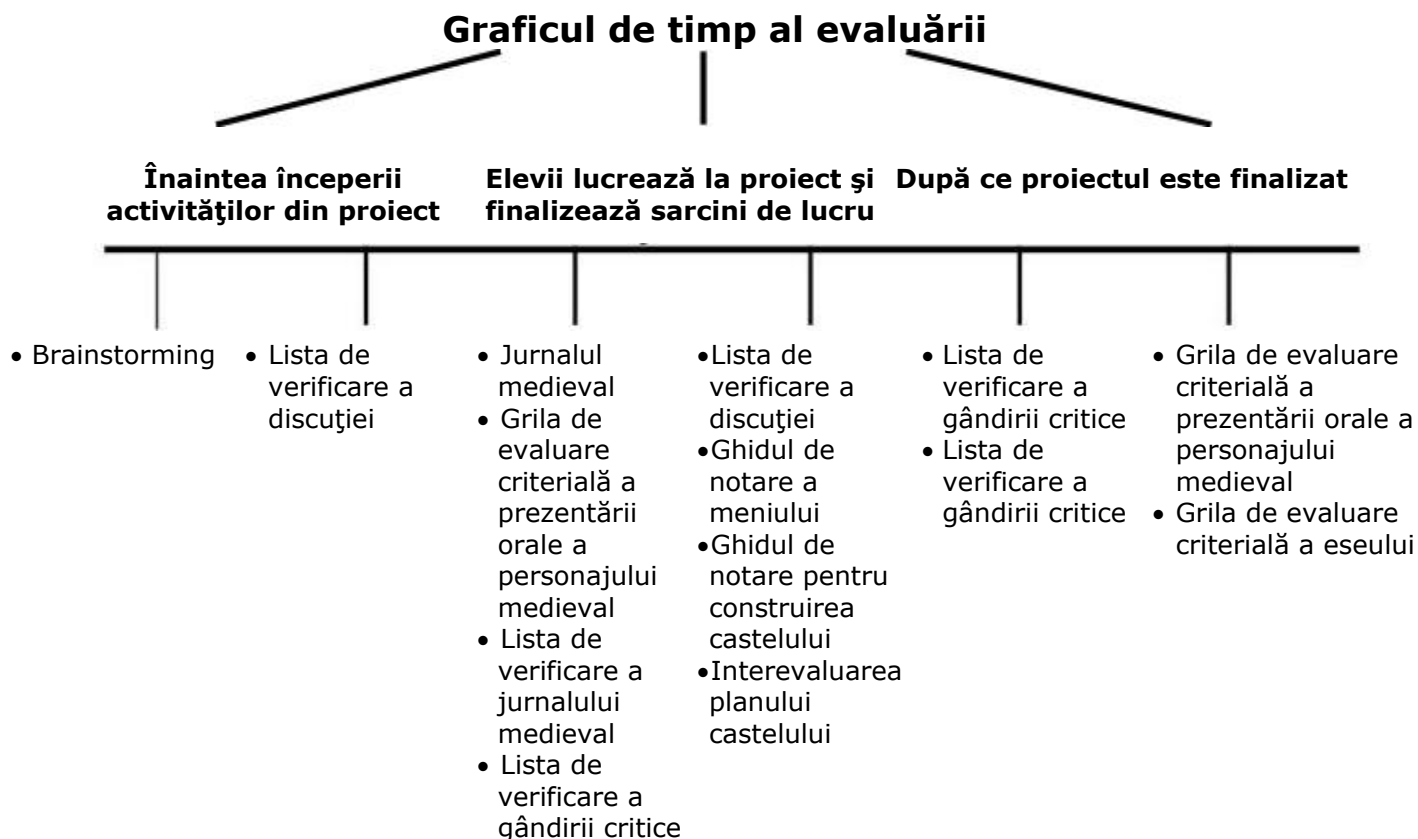 Graficul de timp al evaluării
Înaintea începerii
activităţilor din proiect
Elevii lucrează la proiect şi
finalizează sarcini de lucru
După ce proiectul este finalizat
• Brainstorming
• Lista de
verificare a
discuţiei
• Jurnalul
medieval
• Grila de
evaluare
criterială a
prezentării
orale a
personajului
medieval
• Lista de
verificare a
jurnalului
medieval
• Lista de
verificare a
gândirii critice
•Lista de
verificare a
discuţiei
•Ghidul de
notare a
meniului
•Ghidul de
notare pentru
construirea
castelului
•Interevaluarea
planului
castelului
• Lista de
verificare a
gândirii critice
• Lista de
verificare a
gândirii critice
• Grila de evaluare
criterială a
prezentării orale a
personajului
medieval
• Grila de evaluare
criterială a eseului